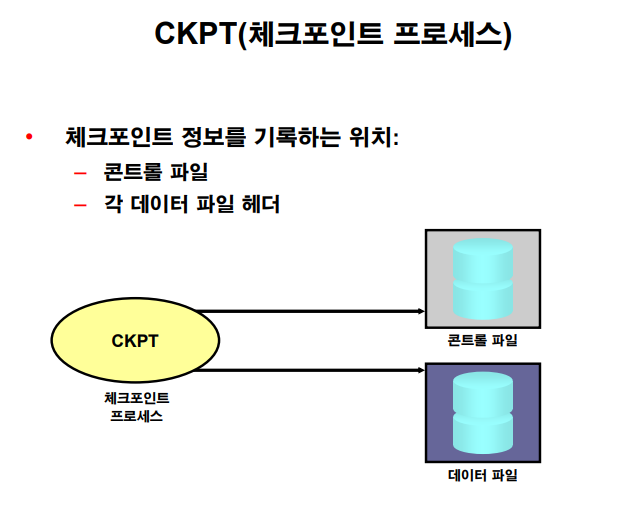 CKPT(체크포인트 프로세스)
• 체크포인트 정보를 기록하는 위치:
– 콘트롤 파일
– 각 데이터 파일 헤더
CKPT
체크포인트
프로세스
콘트롤 파일
데이터 파일